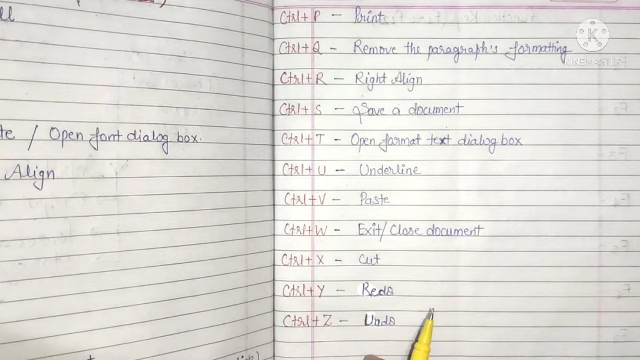 ll
te / Open font dialog box.
Align
Ctrl + P - Print
Ctrl + Q - Remove the paragraph's formatting
Ctrl + R - Right Align
Ctrl + S - Save a document
Ctrl + T - Open format text dialog box
Ctrl + U - Underline
Ctrl + V - Paste
Ctrl + W - Exit/Close document
Ctrl + X - Cut
Ctrl + Y - Redo
Ctrl + Z - Undo
KINEMASTER